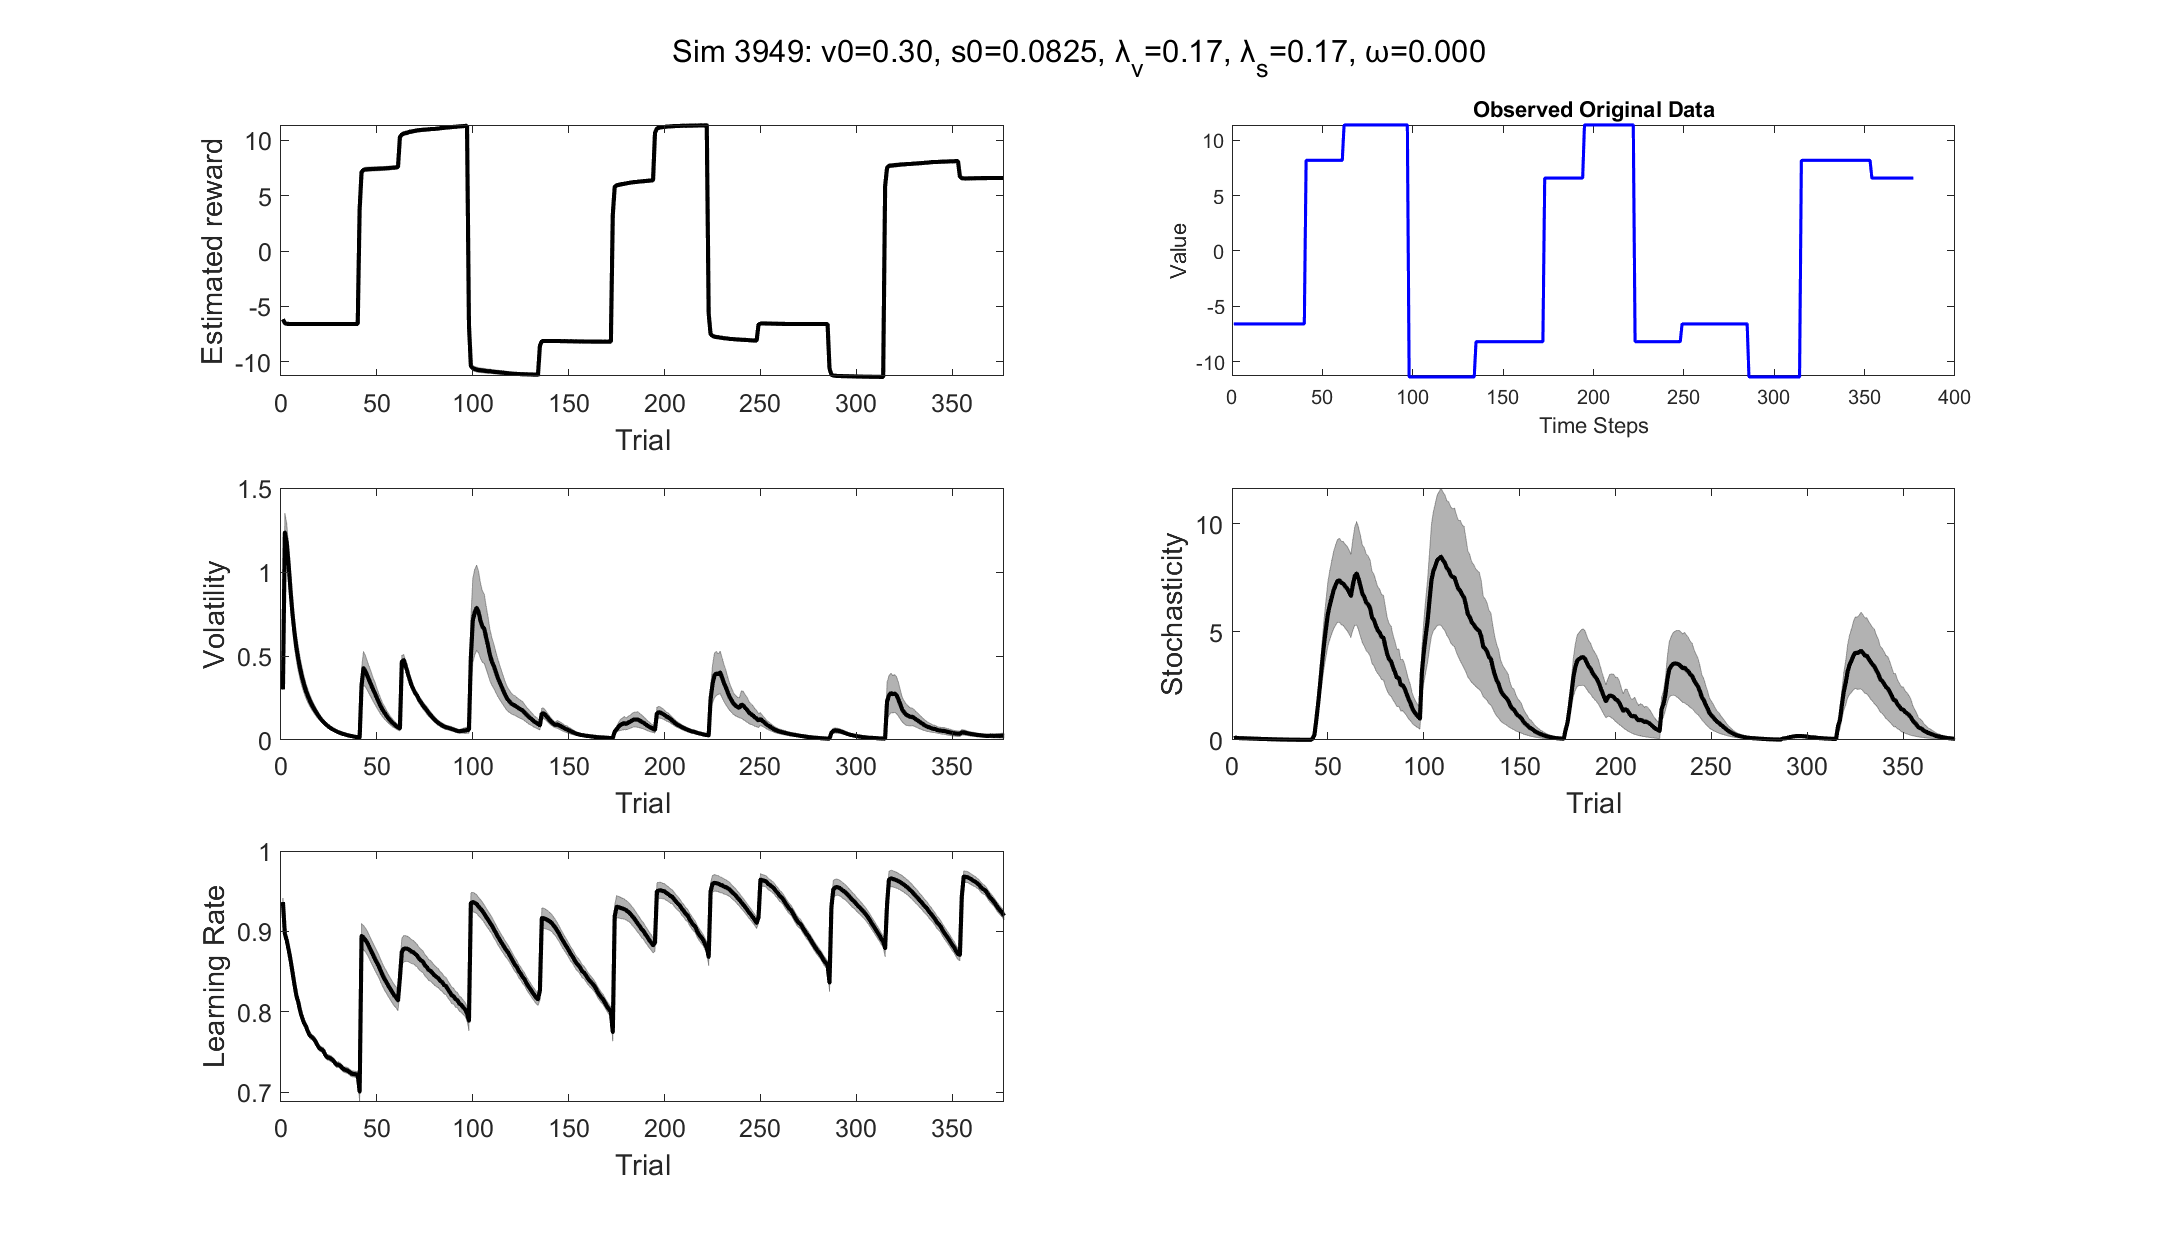 Sim 3949: v0=0.30, s0=0.0825, λ_v=0.17, λ_s=0.17, ω=0.000
Estimated reward
10
5
0
-5
-10
0 50 100 150 200 250 300 350
Trial
Observed Original Data
Value
10
5
0
-5
-10
0 50 100 150 200 250 300 350 400
Time Steps
Volatility
1.5
1
0.5
0
0 50 100 150 200 250 300 350
Trial
Stochasticity
10
5
0
0 50 100 150 200 250 300 350
Trial
Learning Rate
1
0.9
0.8
0.7
0 50 100 150 200 250 300 350
Trial